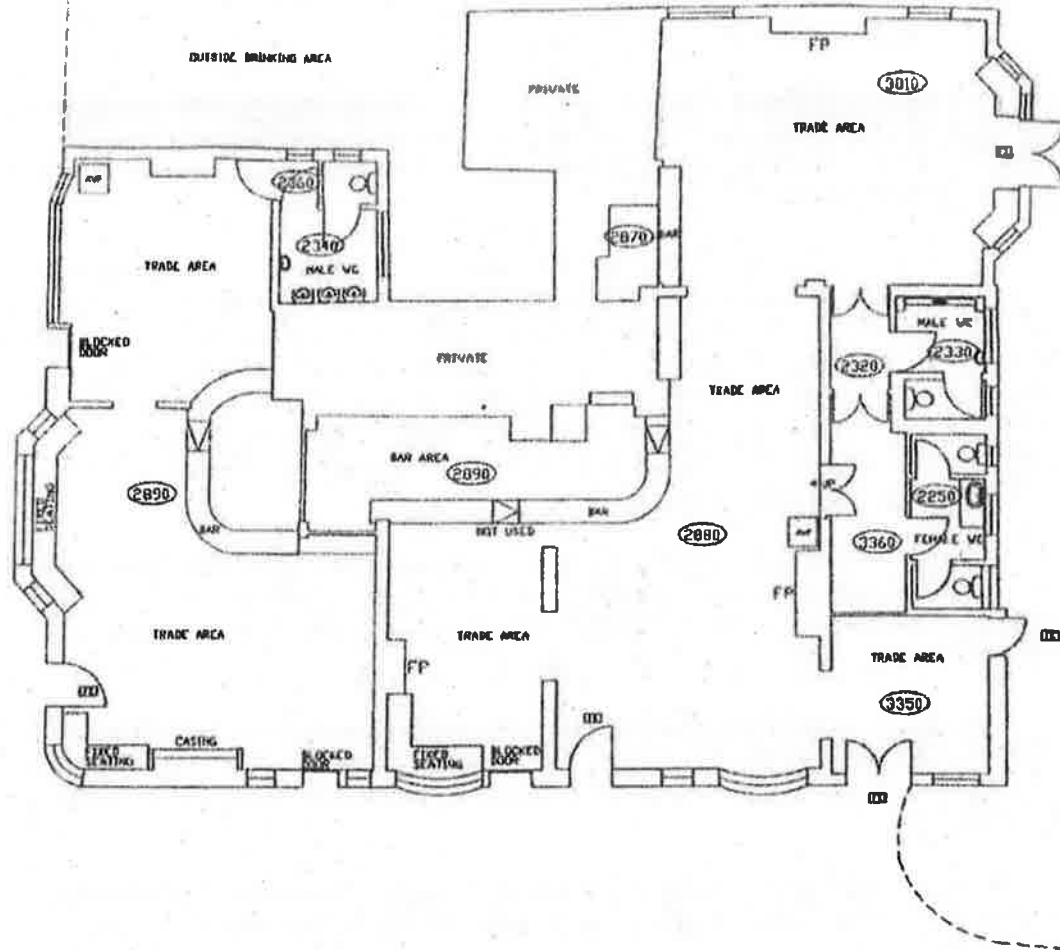 OUTSIDE DRINKING AREA
PRIVATE
FP
3010
TRADE AREA
2360
2340
MALE WC
TRADE AREA
2870
BAR
BLOCKED
DOOR
PRIVATE
MALE WC
2330
2320
TRADE AREA
BAR AREA
2890
2890
FIXED
SEATING
BAR
NOT USED
BAR
2880
UP
2250
FEMALE WC
3360
FP
TRADE AREA
TRADE AREA
FP
TRADE AREA
3350
CASING
FIXED
SEATING
BLOCKED
DOOR
FIXED
SEATING
BLOCKED
DOOR